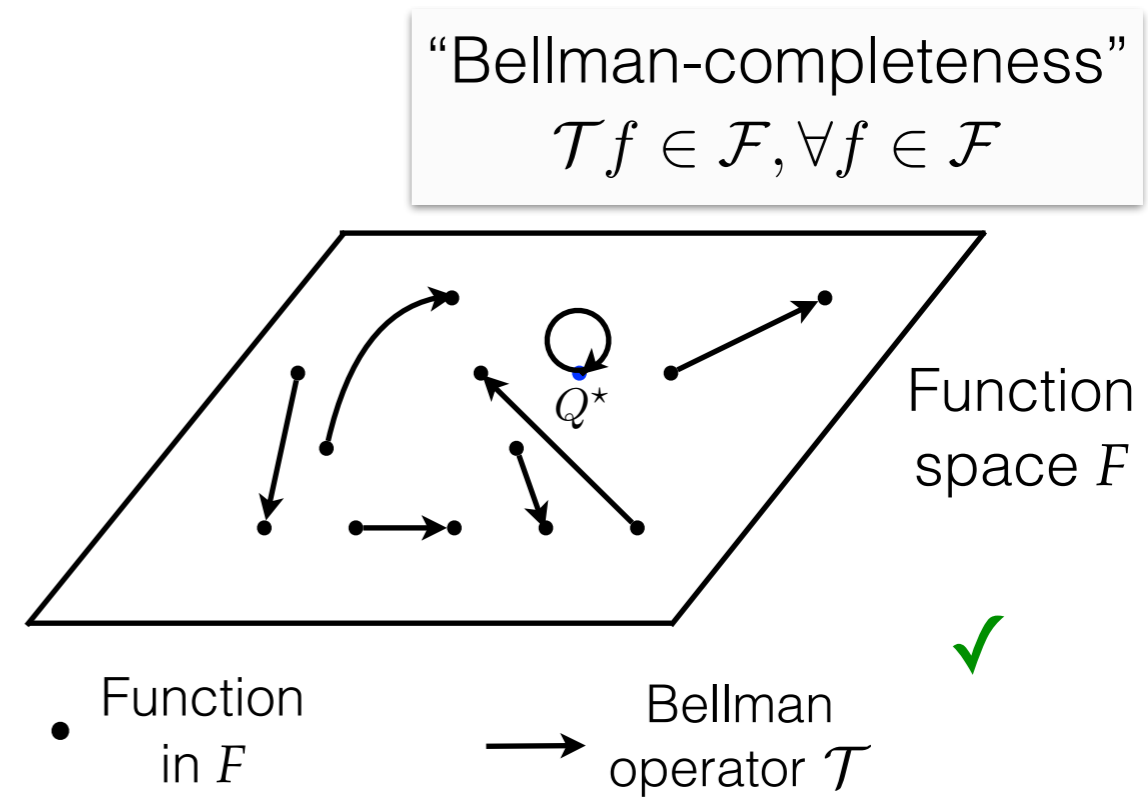 “Bellman-completeness”
𝒯f ∈ ℱ, ∀f ∈ ℱ
Q⋆
Function
space F
✓
Function
in F
Bellman
operator 𝒯